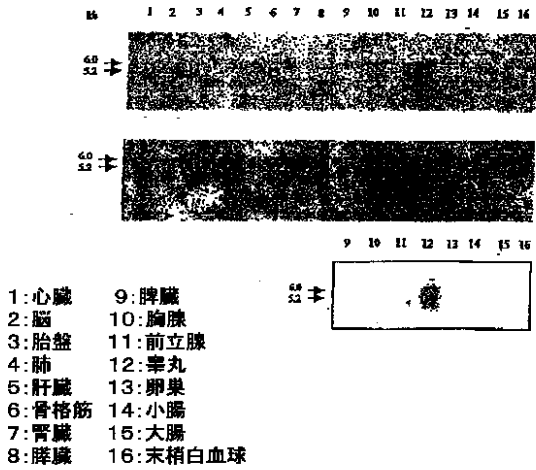 kb 1 2 3 4 5 6 7 8 9 10 11 12 13 14 15 16
6.0
5.2
6.0
5.2
9 10 11 12 13 14 15 16
6.0
5.2
1:心臓 9:脾臓
2:脳 10:胸腺
3:胎盤 11:前立腺
4:肺 12:睾丸
5:肝臓 13:卵巣
6:骨格筋 14:小腸
7:腎臓 15:大腸
8:膵臓 16:末梢白血球